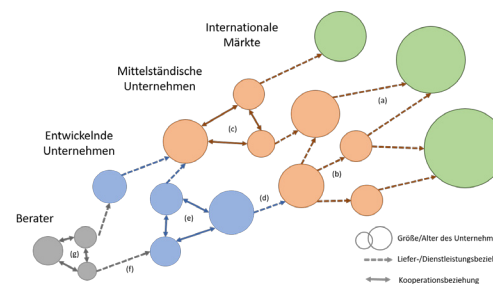 Internationale
Märkte
Mittelständische
Unternehmen
(a)
(c)
Entwickelnde
Unternehmen
(b)
(d)
Berater
(e)
(g)
(f)
Größe/Alter des Unternehm
Liefer-/Dienstleistungsbezie
Kooperationsbeziehung